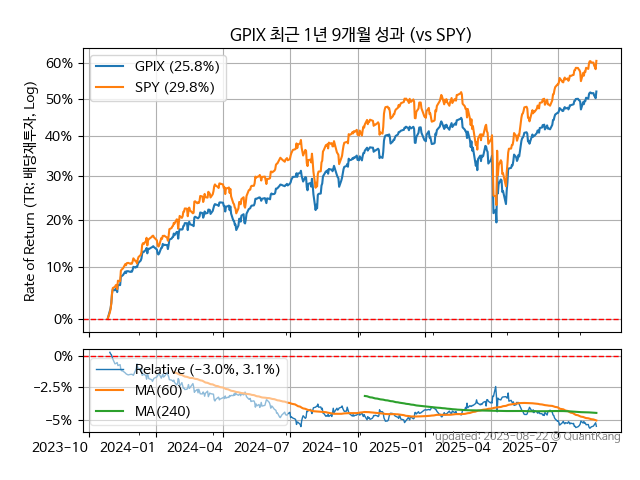 GPIX 최근 1년 9개월 성과 (vs SPY)
Rate of Return (TR: 배당재투자, Log)
60%
50%
40%
30%
20%
10%
0%
GPIX (25.8%)
SPY (29.8%)
0%
−2.5%
−5%
Relative (−3.0%, 3.1%)
MA(60)
MA(240)
2023−10 2024−01 2024−04 2024−07 2024−10 2025−01 2025−04 2025−07
updated: 2025−08−22 © QuantKang